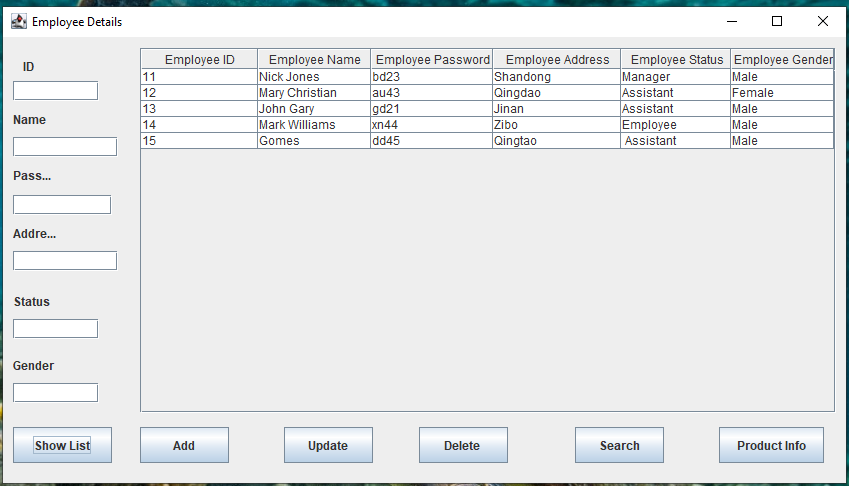 Employee Details
ID
Name
Pass...
Addre...
Status
Gender
Employee ID Employee Name Employee Password Employee Address Employee Status Employee Gender
11 Nick Jones bd23 Shandong Manager Male
12 Mary Christian au43 Qingdao Assistant Female
13 John Gary gd21 Jinan Assistant Male
14 Mark Williams xn44 Zibo Employee Male
15 Gomes dd45 Qingtao Assistant Male
Show List Add Update Delete Search Product Info